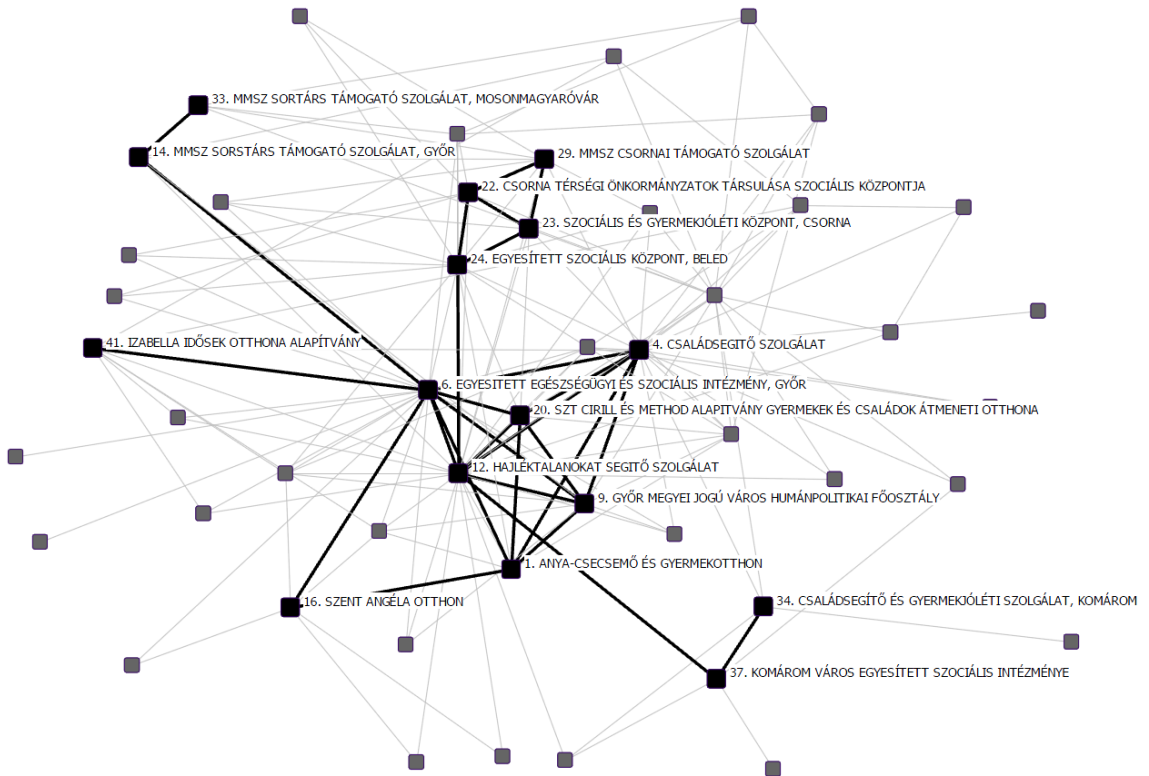 33. MMSZ SORTÁRS TÁMOGATÓ SZOLGÁLAT, MOSONMAGYARÓVÁR
14. MMSZ SORSTÁRS TÁMOGATÓ SZOLGÁLAT, GYŐR
29. MMSZ CSORNAI TÁMOGATÓ SZOLGÁLAT
22. CSORNA TÉRSÉGI ÖNKORMÁNYZATOK TÁRSULÁSA SZOCIÁLIS KÖZPONTJA
23. SZOCIÁLIS ÉS GYERMEKJÓLÉTI KÖZPONT, CSORNA
24. EGYESÍTETT SZOCIÁLIS KÖZPONT, BELED
41. IZABELLA IDŐSEK OTTHONA ALAPÍTVÁNY
4. CSALÁDSEGITŐ SZOLGÁLAT
6. EGYESITETT EGÉSZSÉGÜGYI ÉS SZOCIÁLIS INTÉZMÉNY, GYŐR
20. SZT CIRILL ÉS METHOD ALAPITVÁNY GYERMEKEK ÉS CSALÁDOK ÁTMENETI OTTHONA
12. HAJLÉKTALANOKAT SEGITŐ SZOLGÁLAT
9. GYŐR MEGYEI JOGÚ VÁROS HUMÁNPOLITIKAI FŐOSZTÁLY
1. ANYA-CSECSEMŐ ÉS GYERMEKOTTHON
16. SZENT ANGÉLA OTTHON
34. CSALÁDSEGÍTŐ ÉS GYERMEKJÓLÉTI SZOLGÁLAT, KOMÁROM
37. KOMÁROM VÁROS EGYESÍTETT SZOCIÁLIS INTÉZMÉNYE